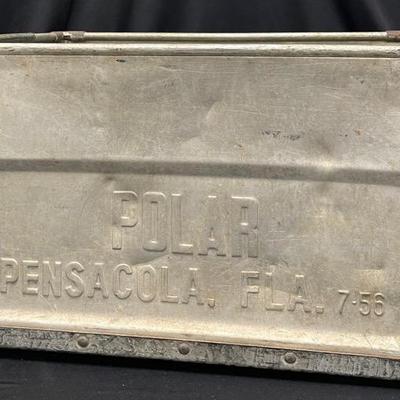 POLAR
PENSACOLA, FLA. 7-56